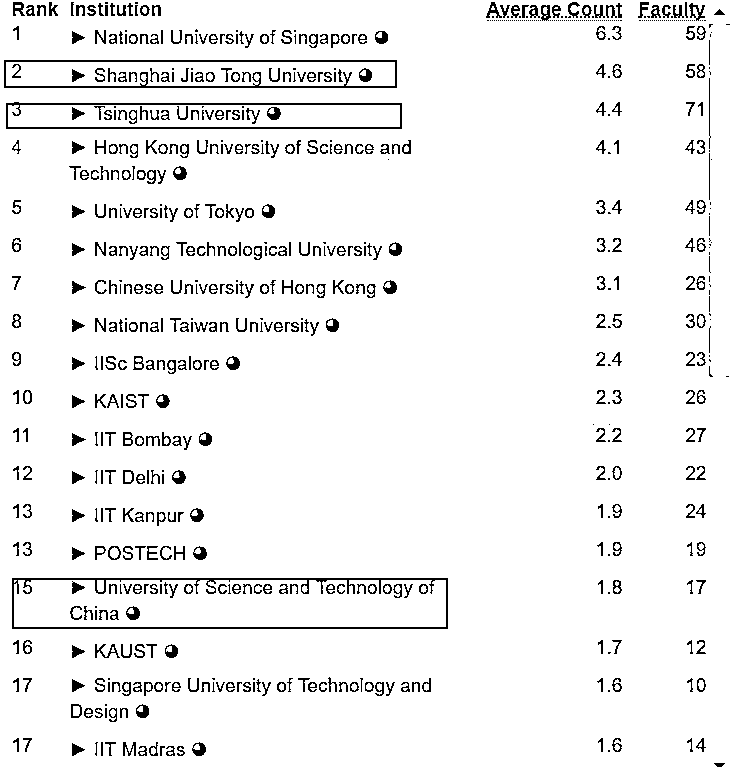 Rank Institution Average Count Faculty
1 ► National University of Singapore 6.3 59
2 ► Shanghai Jiao Tong University 4.6 58
3 ► Tsinghua University 4.4 71
4 ► Hong Kong University of Science and 4.1 43
Technology
5 ► University of Tokyo 3.4 49
6 ► Nanyang Technological University 3.2 46
7 ► Chinese University of Hong Kong 3.1 26
8 ► National Taiwan University 2.5 30
9 ► IISc Bangalore 2.4 23
10 ► KAIST 2.3 26
11 ► IIT Bombay 2.2 27
12 ► IIT Delhi 2.0 22
13 ► IIT Kanpur 1.9 24
13 ► POSTECH 1.9 19
15 ► University of Science and Technology of 1.8 17
China
16 ► KAUST 1.7 12
17 ► Singapore University of Technology and 1.6 10
Design
17 ► IIT Madras 1.6 14